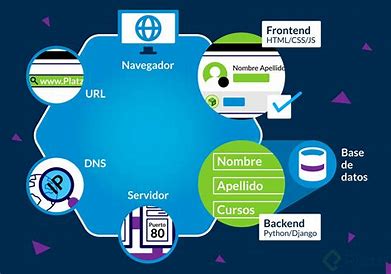 Navegador
Frontend
HTML/CSS/JS
Nombre Apellido
www.Platz
URL
DNS
IP
Servidor
Puerto
80
Nombre
Apellido
Cursos
Backend
Python/Django
Base
de
datos